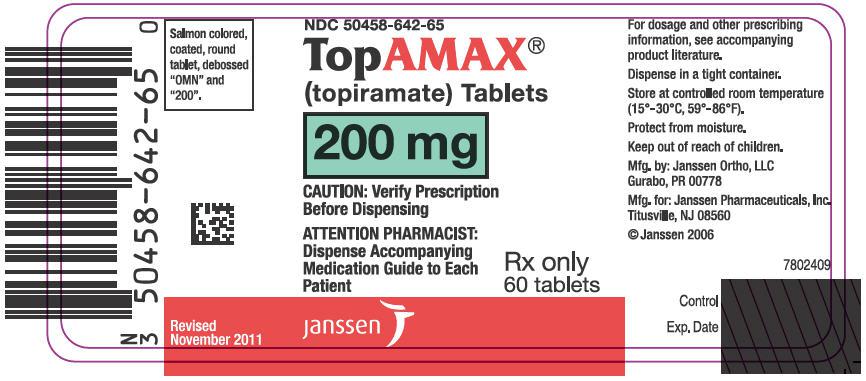 N
3 50458-642-65 0
Salmon colored,
coated, round
tablet, debossed
“OMN” and
“200”.
Revised
November 2011
NDC 50458-642-65
TopAMAX®
(topiramate) Tablets
200 mg
CAUTION: Verify Prescription
Before Dispensing
ATTENTION PHARMACIST:
Dispense Accompanying
Medication Guide to Each
Patient
Rx only
60 tablets
janssen
For dosage and other prescribing
information, see accompanying
product literature.
Dispense in a tight container.
Store at controlled room temperature
(15°-30°C, 59°-86°F).
Protect from moisture.
Keep out of reach of children.
Mfg. by: Janssen Ortho, LLC
Gurabo, PR 00778
Mfg. for: Janssen Pharmaceuticals, Inc.
Titusville, NJ 08560
© Janssen 2006
7802409
Control
Exp. Date